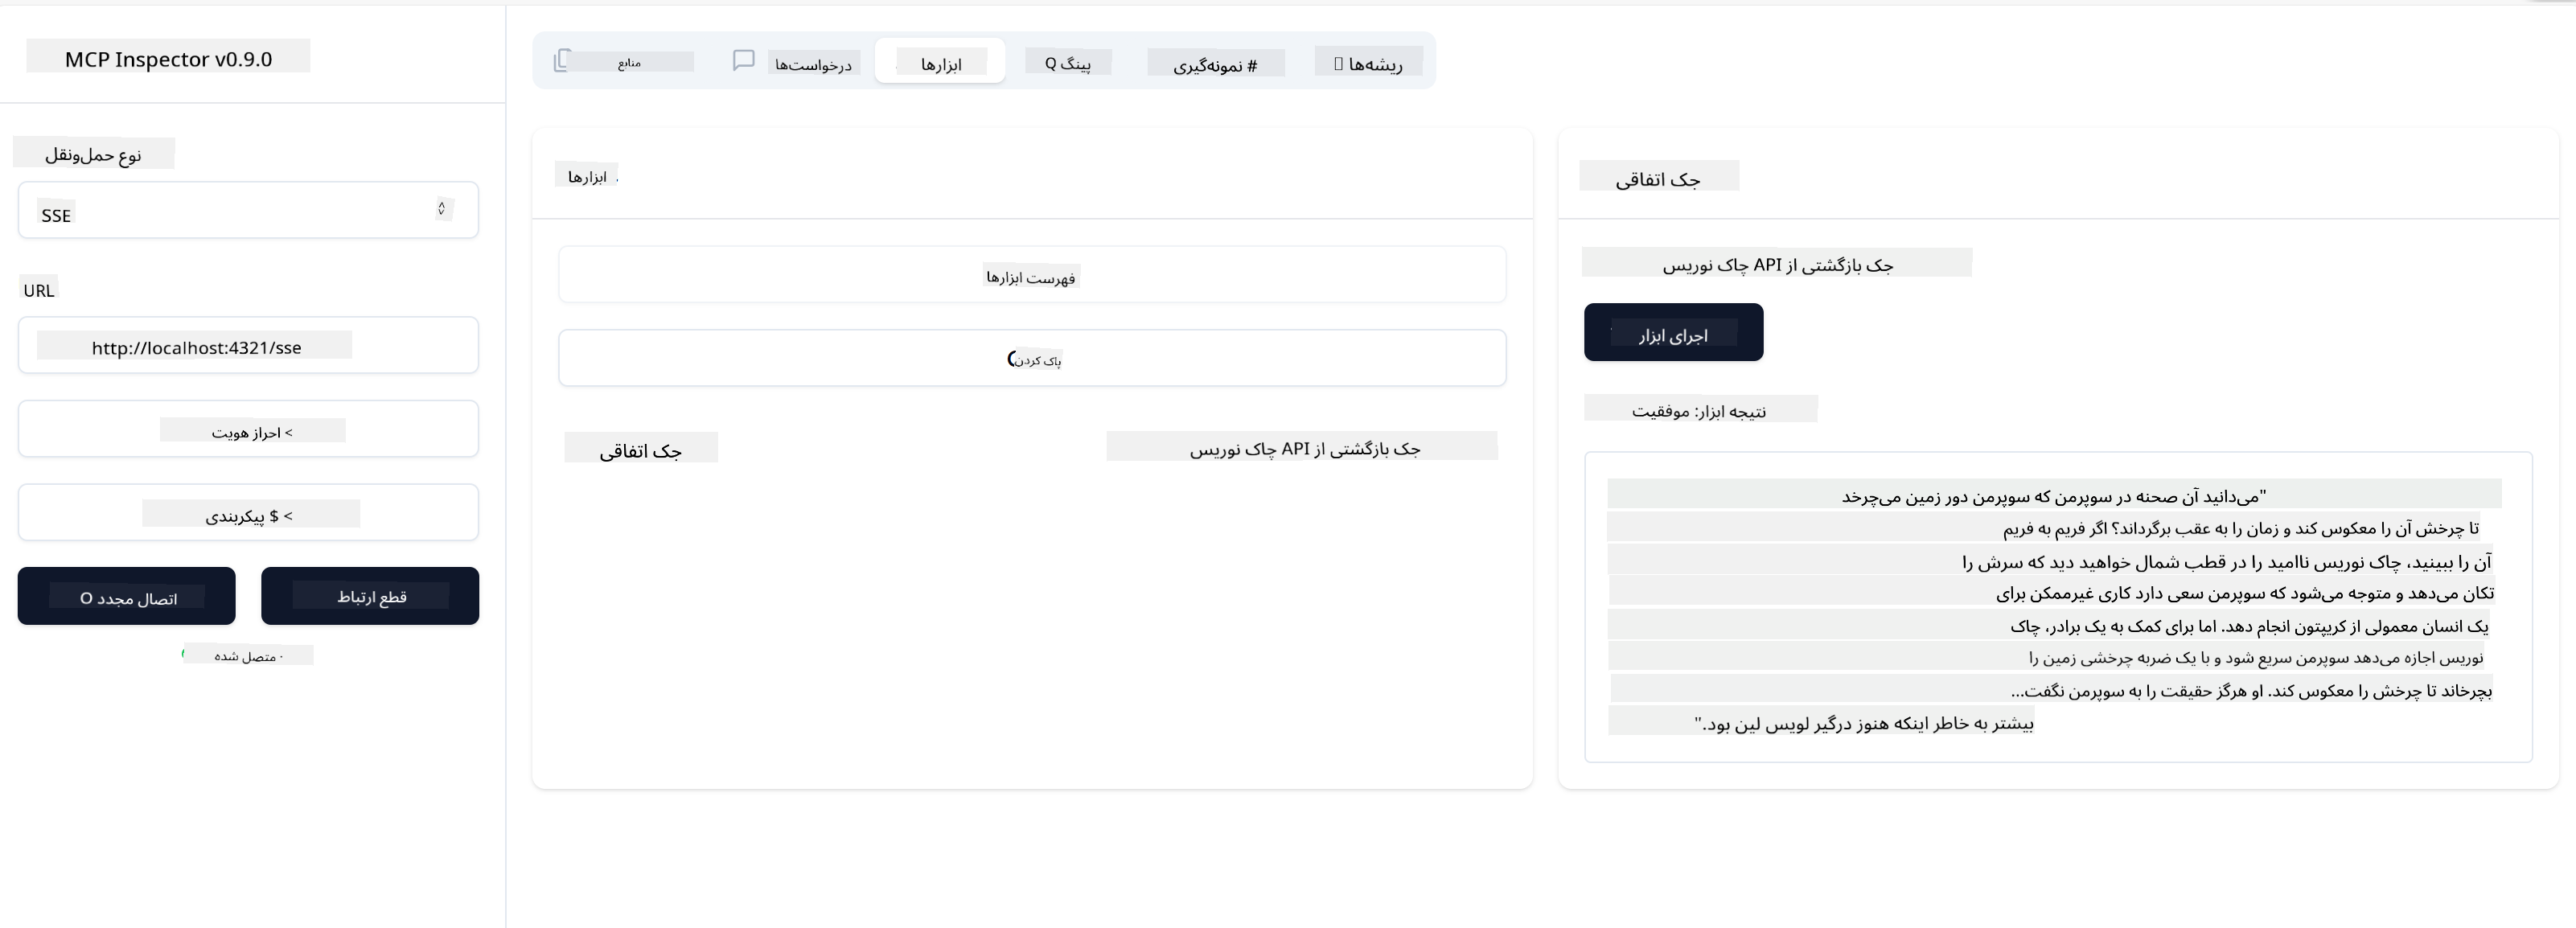 MCP Inspector v0.9.0
نوع حمل‌ونقل
SSE
URL
http://localhost:4321/sse
> احراز هویت
> $ پیکربندی
اتصال مجدد O
قطع ارتباط
· متصل شده
منابع
درخواست‌ها
ابزارها
پینگ Q
# نمونه‌گیری
ریشه‌ها
ابزارها
فهرست ابزارها
پاک کردن
جک اتفاقی
جک بازگشتی از API چاک نوریس
جک اتفاقی
جک بازگشتی از API چاک نوریس
اجرای ابزار
نتیجه ابزار: موفقیت
"می‌دانید آن صحنه در سوپرمن که سوپرمن دور زمین می‌چرخد
تا چرخش آن را معکوس کند و زمان را به عقب برگرداند؟ اگر فریم به فریم
آن را ببینید، چاک نوریس ناامید را در قطب شمال خواهید دید که سرش را
تکان می‌دهد و متوجه می‌شود که سوپرمن سعی دارد کاری غیرممکن برای
یک انسان معمولی از کریپتون انجام دهد. اما برای کمک به یک برادر، چاک
نوریس اجازه می‌دهد سوپرمن سریع شود و با یک ضربه چرخشی زمین را
بچرخاند تا چرخش را معکوس کند. او هرگز حقیقت را به سوپرمن نگفت...
بیشتر به خاطر اینکه هنوز درگیر لویس لین بود."